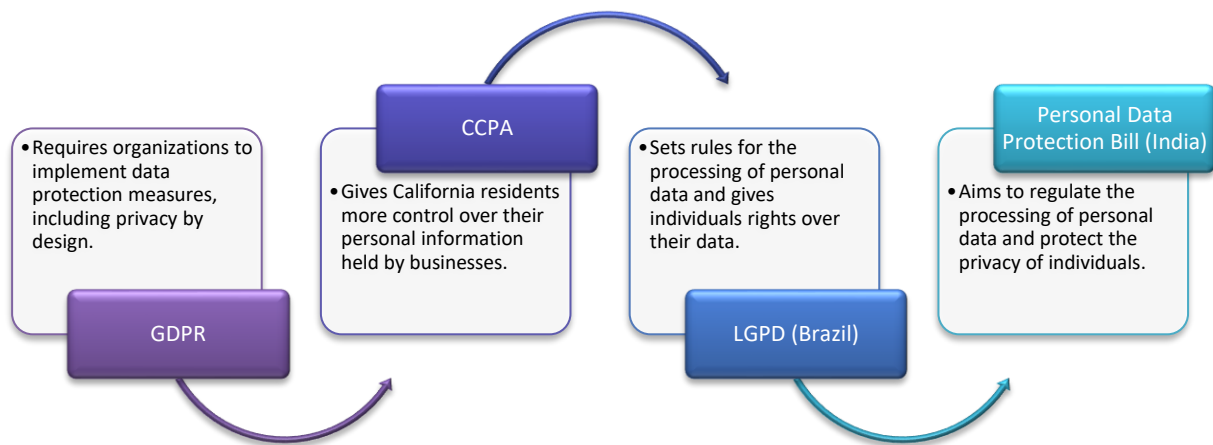 •Requires organizations to
implement data
protection measures,
including privacy by
design.
GDPR
CCPA
•Gives California residents
more control over their
personal information
held by businesses.
•Sets rules for the
processing of personal
data and gives
individuals rights over
their data.
LGPD (Brazil)
Personal Data
Protection Bill (India)
•Aims to regulate the
processing of personal
data and protect the
privacy of individuals.